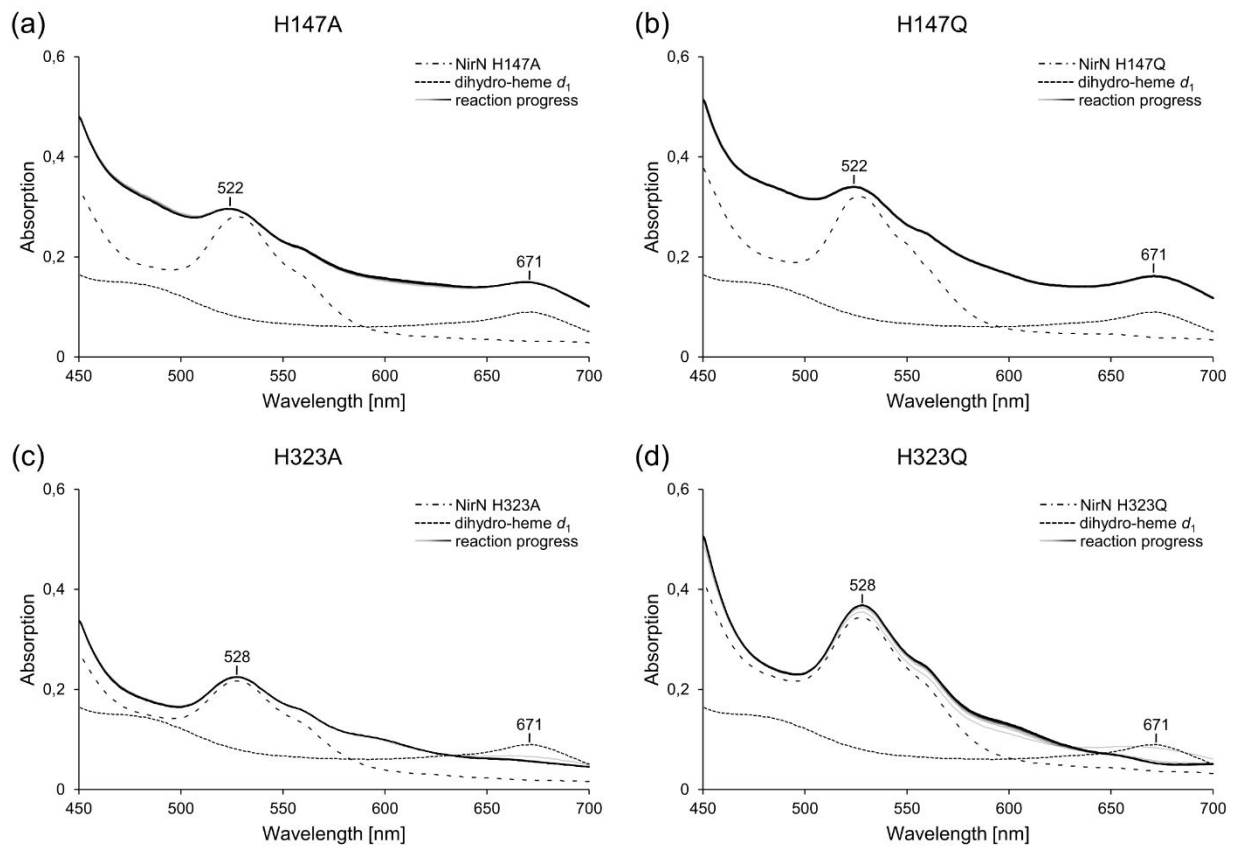 (a)
H147A
0,6
0,4
0,2
0
Absorption
NirN H147A
dihydro-heme d₁
reaction progress
522
671
450
500
550
600
650
700
Wavelength [nm]
(b)
H147Q
0,6
0,4
0,2
0
Absorption
NirN H147Q
dihydro-heme d₁
reaction progress
522
671
450
500
550
600
650
700
Wavelength [nm]
(c)
H323A
0,6
0,4
0,2
0
Absorption
NirN H323A
dihydro-heme d₁
reaction progress
528
671
450
500
550
600
650
700
Wavelength [nm]
(d)
H323Q
0,6
0,4
0,2
0
Absorption
NirN H323Q
dihydro-heme d₁
reaction progress
528
671
450
500
550
600
650
700
Wavelength [nm]